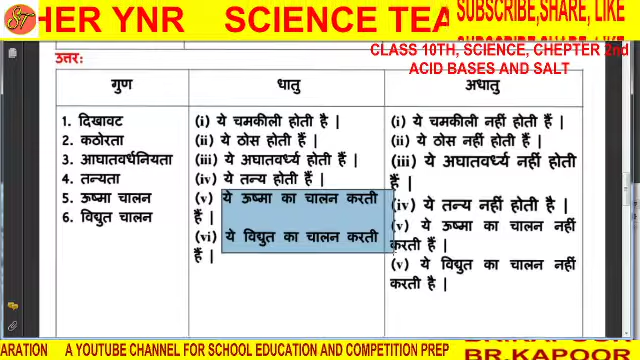 ST
HER YNR SCIENCE TEA
SUBSCRIBE,SHARE, LIKE
CLASS 10TH, SCIENCE, CHEPTER 2nd
ACID BASES AND SALT
उत्तरः
गुण धातु अधातु
1. दिखावट
2. कठोरता
3. आघातवर्धनियता
4. तन्यता
5. ऊष्मा चालन
6. विद्युत चालन
(i) ये चमकीली होती है |
(ii) ये ठोस होती हैं |
(iii) ये अघातवर्ध्य होती हैं |
(iv) ये तन्य होती हैं |
(v) ये ऊष्मा का चालन करती
हैं |
(vi) ये विद्युत का चालन करती
हैं |
(i) ये चमकीली नहीं होती हैं |
(ii) ये ठोस नहीं होती हैं |
(iii) ये अघातवर्ध्य नहीं होती
हैं |
(iv) ये तन्य नहीं होती है |
(v) ये ऊष्मा का चालन नहीं
करती हैं |
(v) ये विद्युत का चालन नहीं
करती है |
ARATION A YOUTUBE CHANNEL FOR SCHOOL EDUCATION AND COMPETITION PREP
BR.KAPOOR